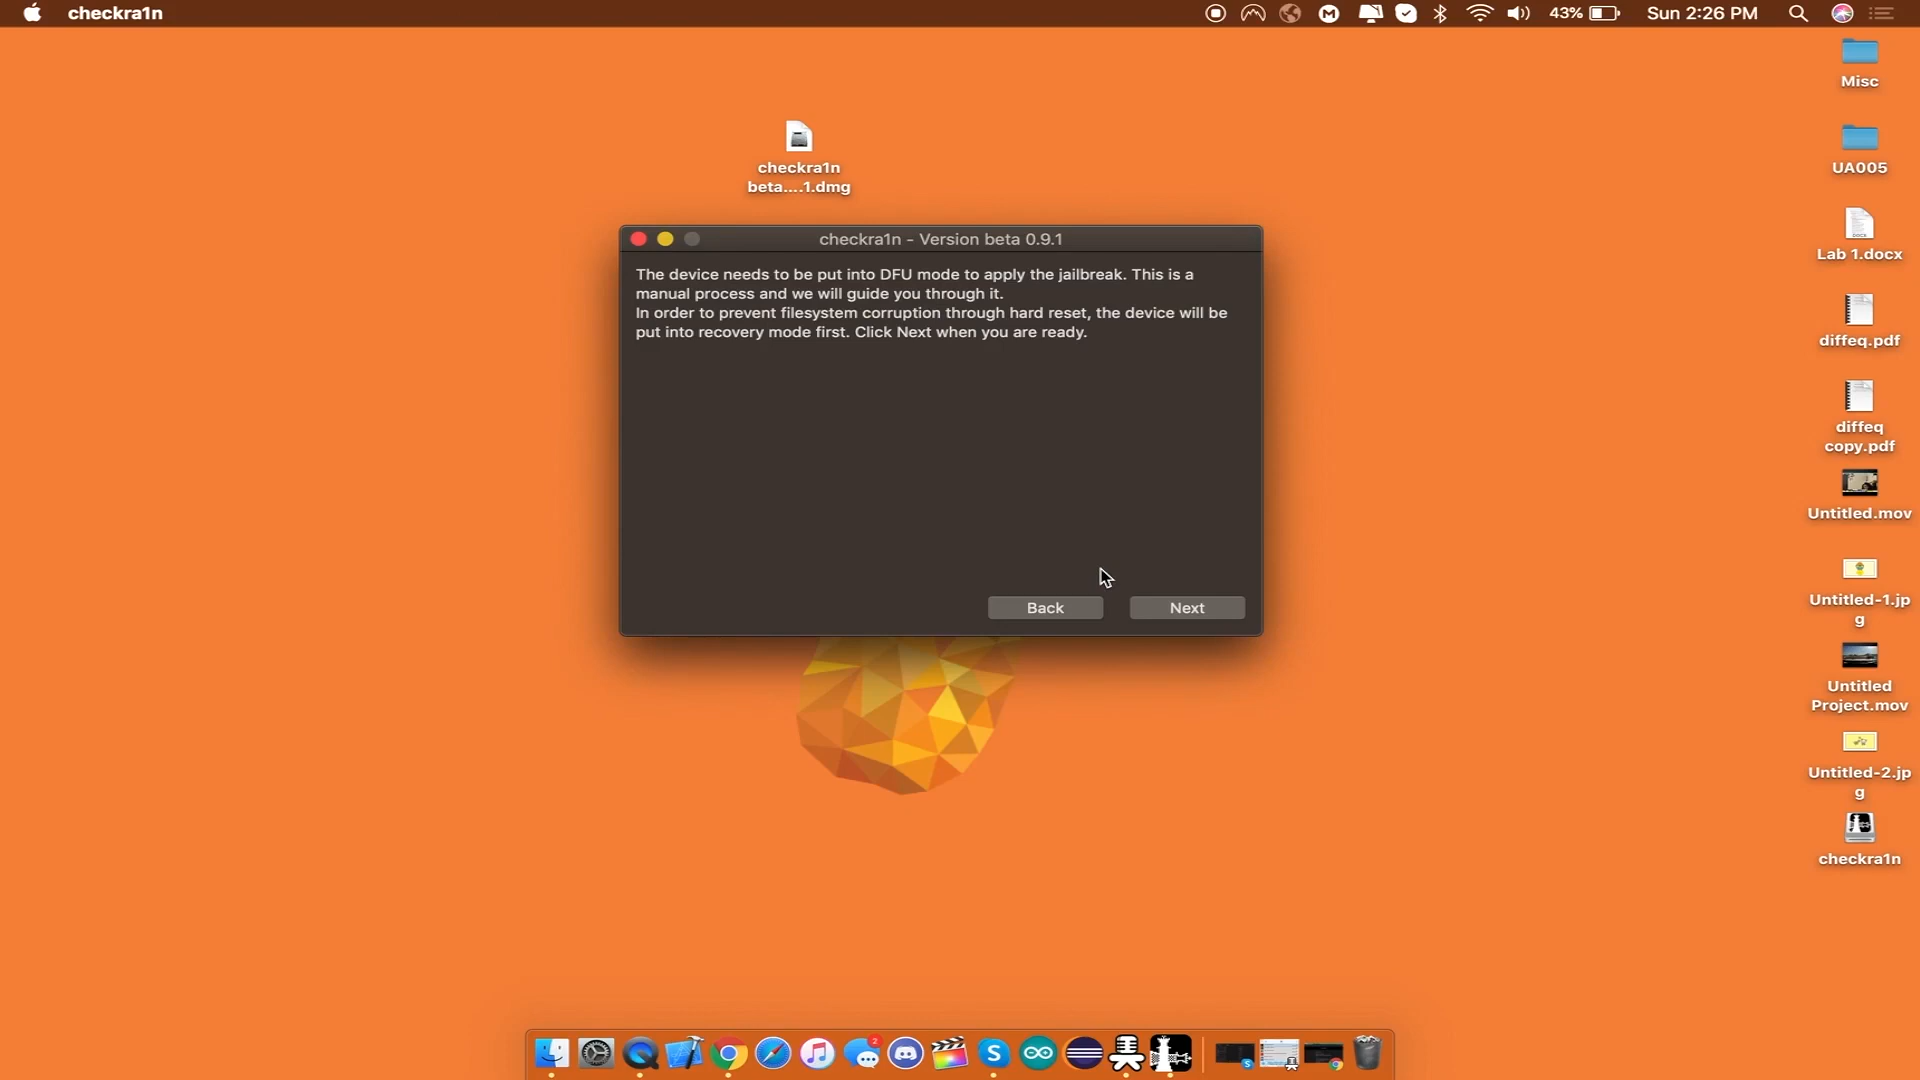 checkra1n
43%
Sun 2:26 PM
Misc
checkra1n
beta....1.dmg
UA005
Lab 1.docx
checkra1n - Version beta 0.9.1
The device needs to be put into DFU mode to apply the jailbreak. This is a
manual process and we will guide you through it.
In order to prevent filesystem corruption through hard reset, the device will be
put into recovery mode first. Click Next when you are ready.
Back
Next
diffeq.pdf
diffeq
copy.pdf
Untitled.mov
Untitled-1.jp
g
Untitled
Project.mov
Untitled-2.jp
g
checkra1n
2